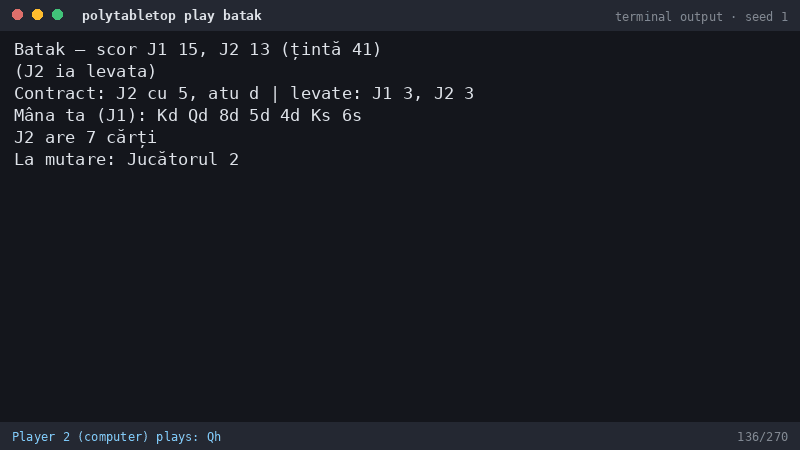 polytabletop play batak
terminal output · seed 1
Batak — scor J1 15, J2 13 (țintă 41)
(J2 ia levata)
Contract: J2 cu 5, atu d | levate: J1 3, J2 3
Mâna ta (J1): Kd Qd 8d 5d 4d Ks 6s
J2 are 7 cărți
La mutare: Jucătorul 2
Player 2 (computer) plays: Qh
136/270